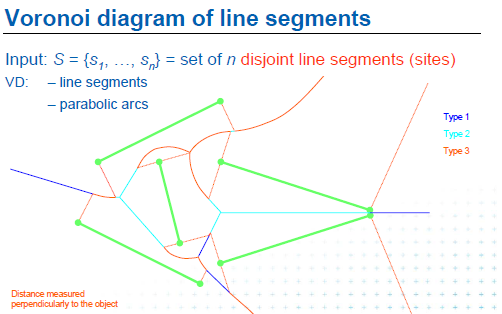 Voronoi diagram of line segments
Input: S = {s1, …, sn} = set of n disjoint line segments (sites)
VD: – line segments
– parabolic arcs
Type 1
Type 2
Type 3
Distance measured
perpendicularly to the object